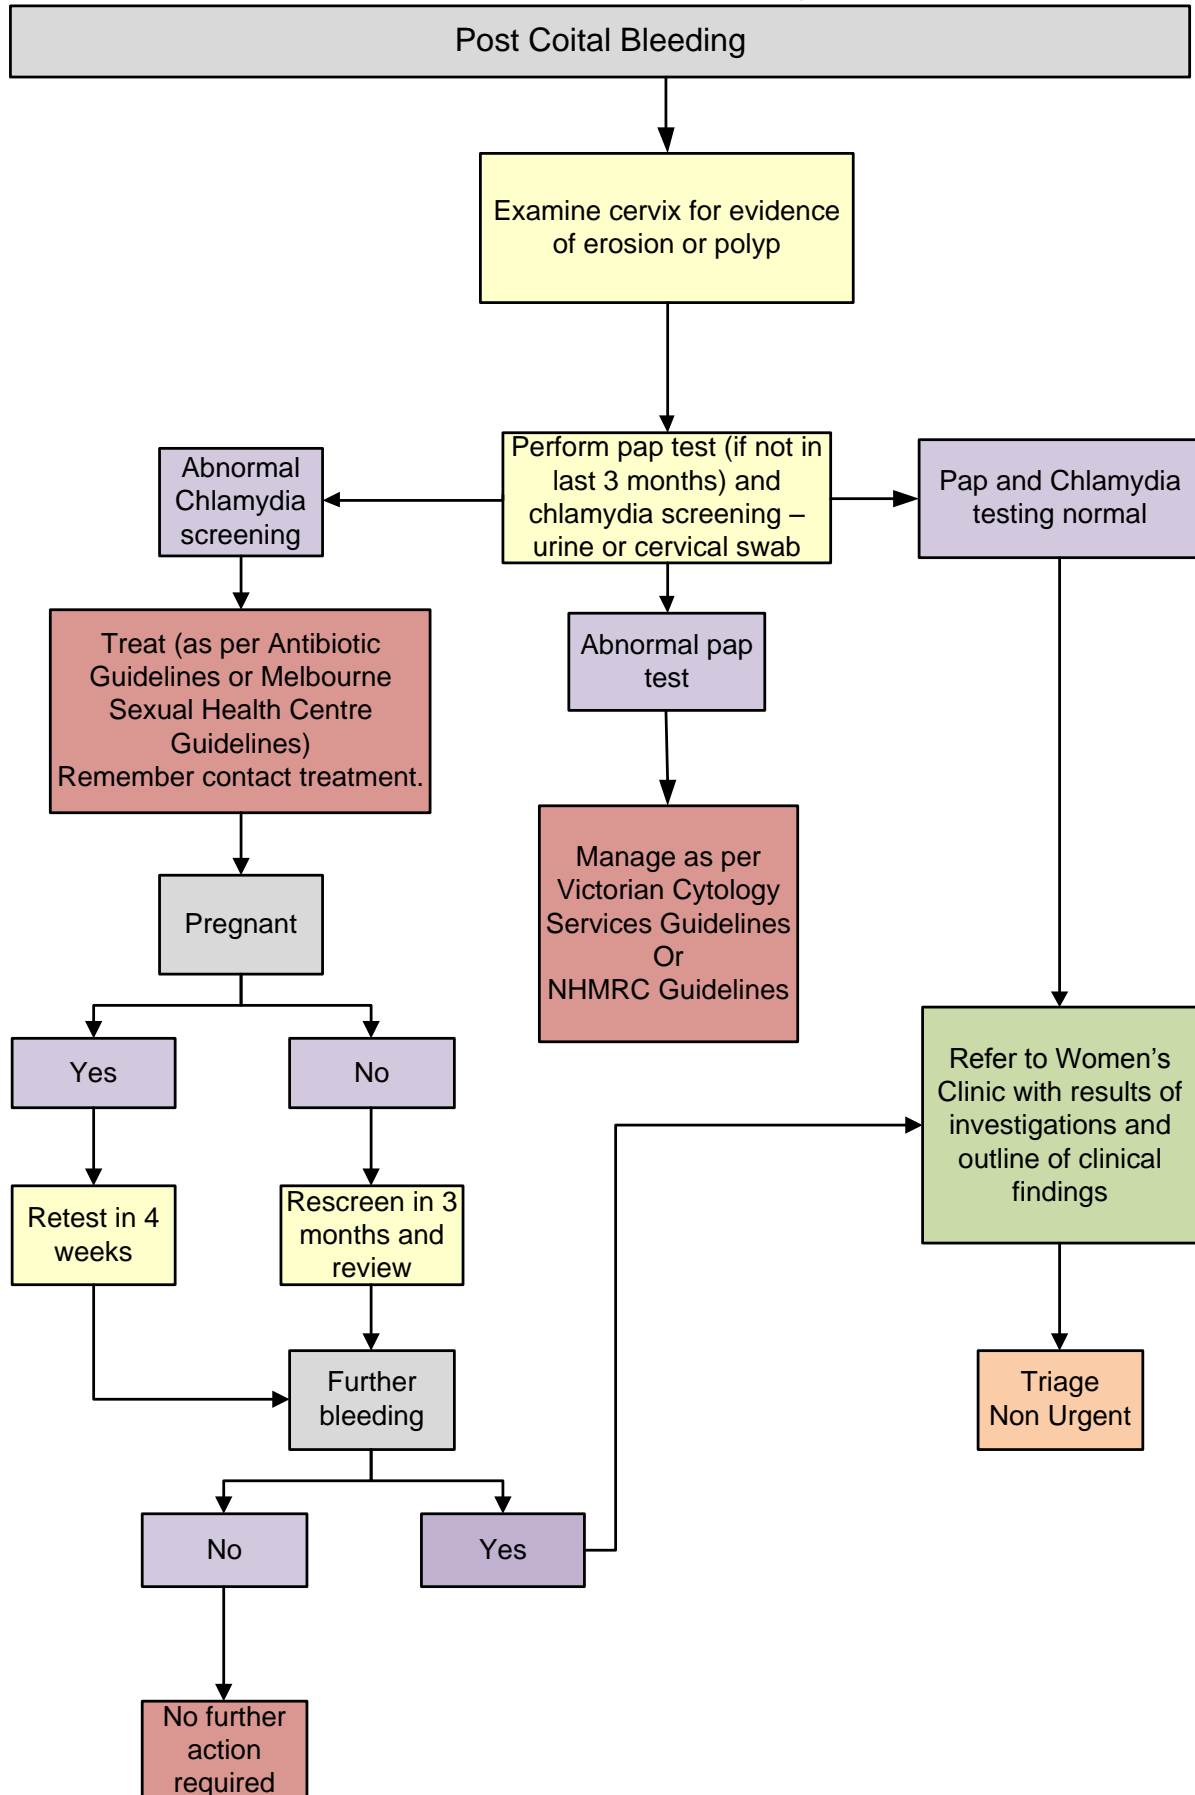 Post Coital Bleeding
Examine cervix for evidence
of erosion or polyp
Abnormal
Chlamydia
screening
Perform pap test (if not in
last 3 months) and
chlamydia screening –
urine or cervical swab
Pap and Chlamydia
testing normal
Treat (as per Antibiotic
Guidelines or Melbourne
Sexual Health Centre
Guidelines)
Remember contact treatment.
Abnormal pap
test
Manage as per
Victorian Cytology
Services Guidelines
Or
NHMRC Guidelines
Pregnant
Yes
No
Refer to Women’s
Clinic with results of
investigations and
outline of clinical
findings
Retest in 4
weeks
Rescreen in 3
months and
review
Further
bleeding
Triage
Non Urgent
No
Yes
No further
action
required